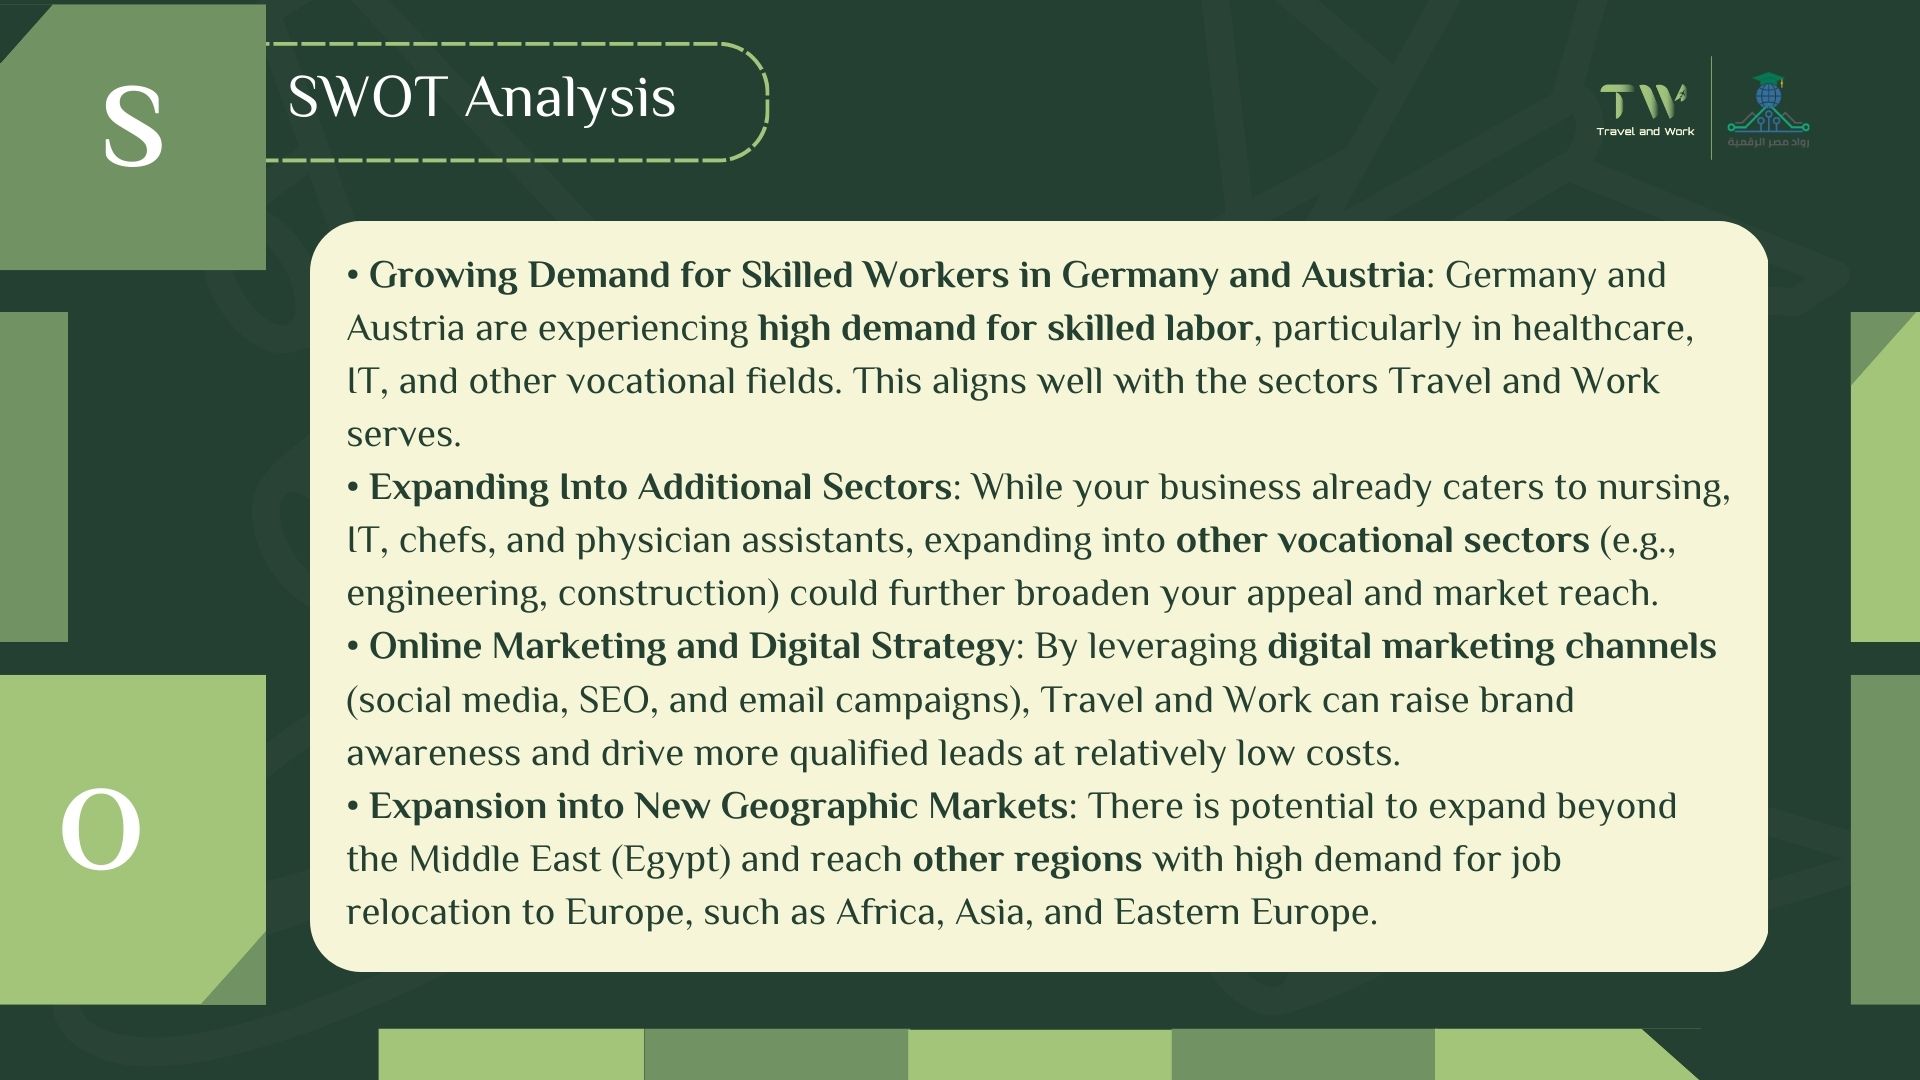 S
SWOT Analysis
TW
Travel and Work
رواد مصر الرقمية
• Growing Demand for Skilled Workers in Germany and Austria: Germany and
Austria are experiencing high demand for skilled labor, particularly in healthcare,
IT, and other vocational fields. This aligns well with the sectors Travel and Work
serves.
• Expanding Into Additional Sectors: While your business already caters to nursing,
IT, chefs, and physician assistants, expanding into other vocational sectors (e.g.,
engineering, construction) could further broaden your appeal and market reach.
• Online Marketing and Digital Strategy: By leveraging digital marketing channels
(social media, SEO, and email campaigns), Travel and Work can raise brand
awareness and drive more qualified leads at relatively low costs.
• Expansion into New Geographic Markets: There is potential to expand beyond
the Middle East (Egypt) and reach other regions with high demand for job
relocation to Europe, such as Africa, Asia, and Eastern Europe.
O